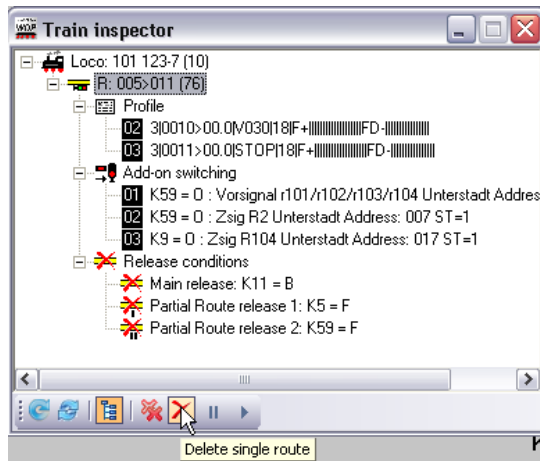 WDP Train inspector
Loco: 101 123-7 (10)
R: 005>011 (76)
Profile
02 3|0010>00.0|V030|18|F+||||||||||||||||||FD-||||||||||||||
03 3|0011>00.0|STOP|18|F+||||||||||||||||||FD-||||||||||||||
Add-on switching
01 K59 = O : Vorsignal r101/r102/r103/r104 Unterstadt Addres
02 K59 = O : Zsig R2 Unterstadt Address: 007 ST=1
03 K9 = O : Zsig R104 Unterstadt Address: 017 ST=1
Release conditions
Main release: K11 = B
Partial Route release 1: K5 = F
Partial Route release 2: K59 = F
Delete single route